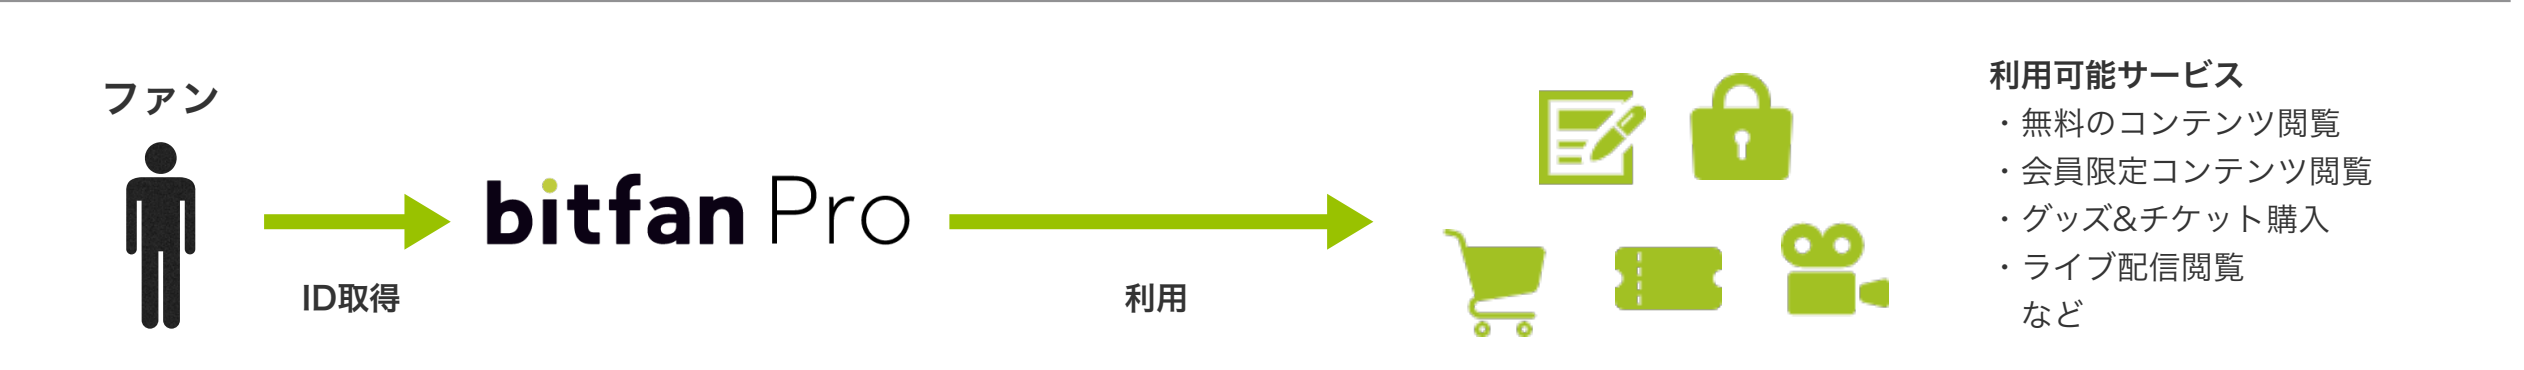 ファン
ID取得
bitfan Pro
利用
利用可能サービス
・無料のコンテンツ閲覧
・会員限定コンテンツ閲覧
・グッズ&チケット購入
・ライブ配信閲覧
など